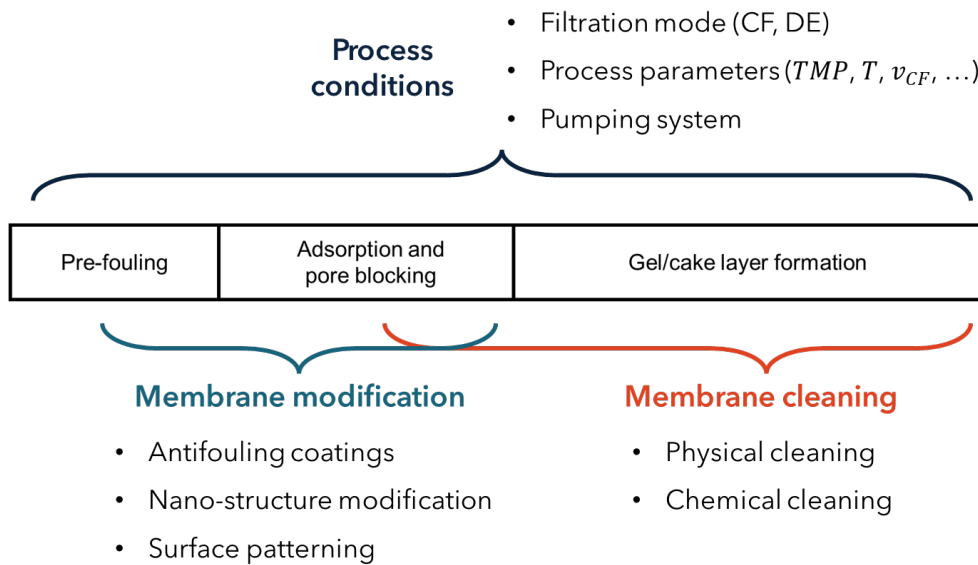 Process
conditions
• Filtration mode (CF, DE)
• Process parameters (TMP, T, v_CF, …)
• Pumping system
Pre-fouling
Adsorption and
pore blocking
Gel/cake layer formation
Membrane modification
• Antifouling coatings
• Nano-structure modification
• Surface patterning
Membrane cleaning
• Physical cleaning
• Chemical cleaning